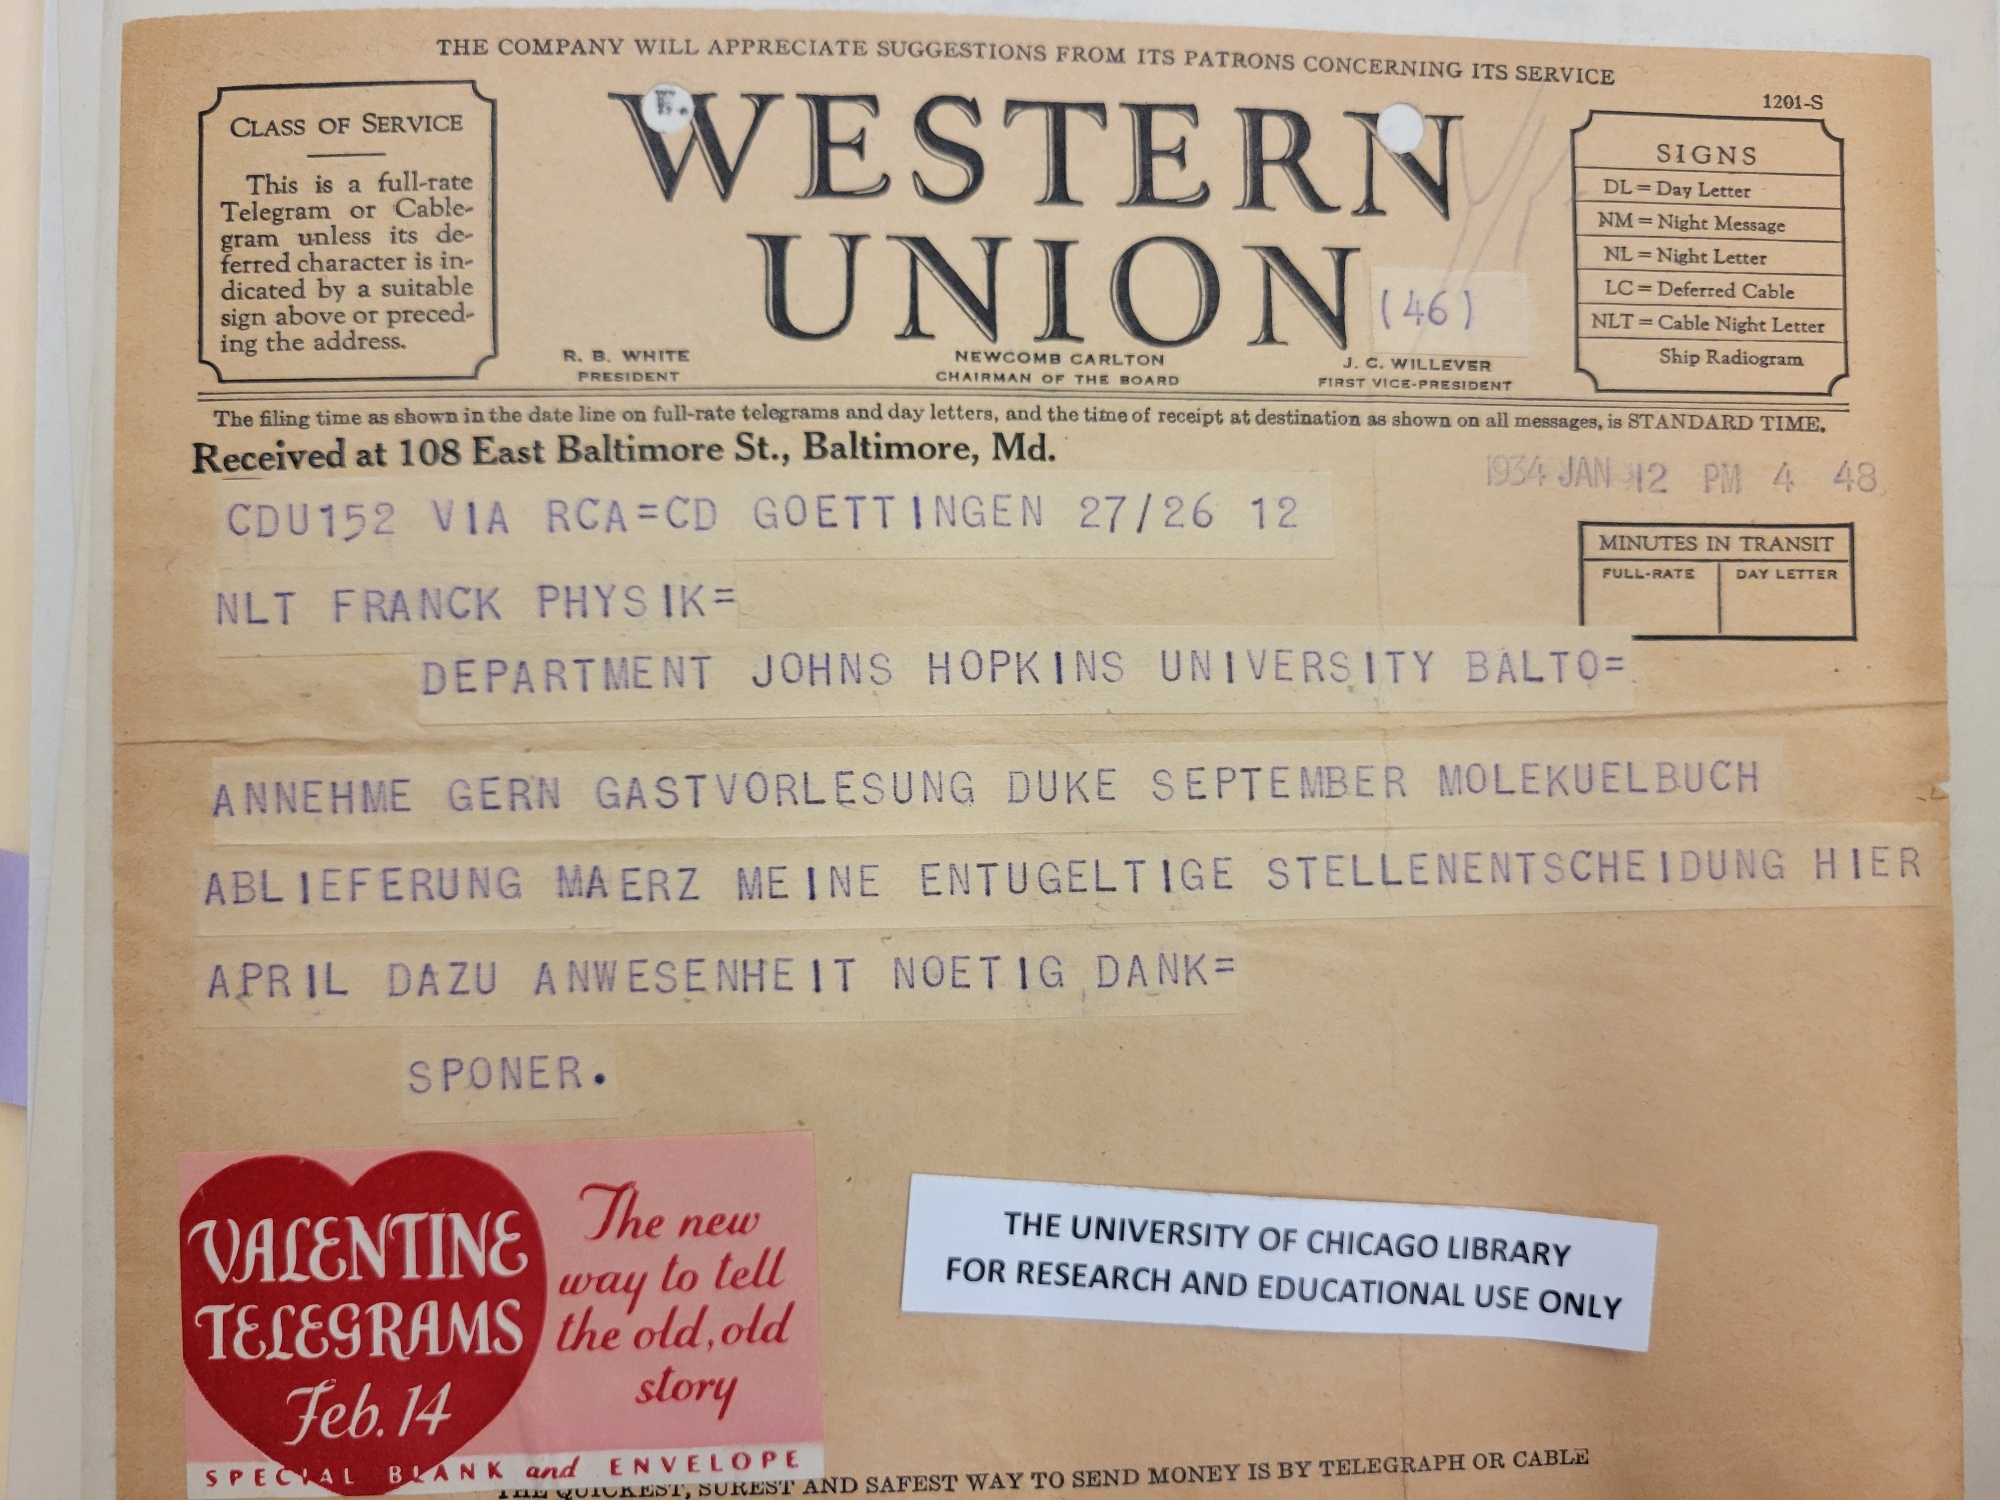 THE COMPANY WILL APPRECIATE SUGGESTIONS FROM ITS PATRONS CONCERNING ITS SERVICE
1201-S
CLASS OF SERVICE
This is a full-rate
Telegram or Cable-
gram unless its de-
ferred character is in-
dicated by a suitable
sign above or preced-
ing the address.
E.
WESTERN
UNION
(46)
R. B. WHITE
PRESIDENT
NEWCOMB CARLTON
CHAIRMAN OF THE BOARD
J. C. WILLEVER
FIRST VICE-PRESIDENT
SIGNS
DL = Day Letter
NM = Night Message
NL = Night Letter
LC = Deferred Cable
NLT = Cable Night Letter
Ship Radiogram
The filing time as shown in the date line on full-rate telegrams and day letters, and the time of receipt at destination as shown on all messages, is STANDARD TIME.
Received at 108 East Baltimore St., Baltimore, Md.
1934 JAN 12 PM 4 48
CDU152 VIA RCA=CD GOETTINGEN 27/26 12
MINUTES IN TRANSIT
FULL-RATE
DAY LETTER
NLT FRANCK PHYSIK=
DEPARTMENT JOHNS HOPKINS UNIVERSITY BALTO=
ANNEHME GERN GASTVORLESUNG DUKE SEPTEMBER MOLEKUELBUCH
ABLIEFERUNG MAERZ MEINE ENTUGELTIGE STELLENENTSCHEIDUNG HIER
APRIL DAZU ANWESENHEIT NOETIG DANK=
SPONER.
VALENTINE
TELEGRAMS
Feb. 14
The new
way to tell
the old, old
story
SPECIAL BLANK and ENVELOPE
THE UNIVERSITY OF CHICAGO LIBRARY
FOR RESEARCH AND EDUCATIONAL USE ONLY
THE QUICKEST, SUREST AND SAFEST WAY TO SEND MONEY IS BY TELEGRAPH OR CABLE